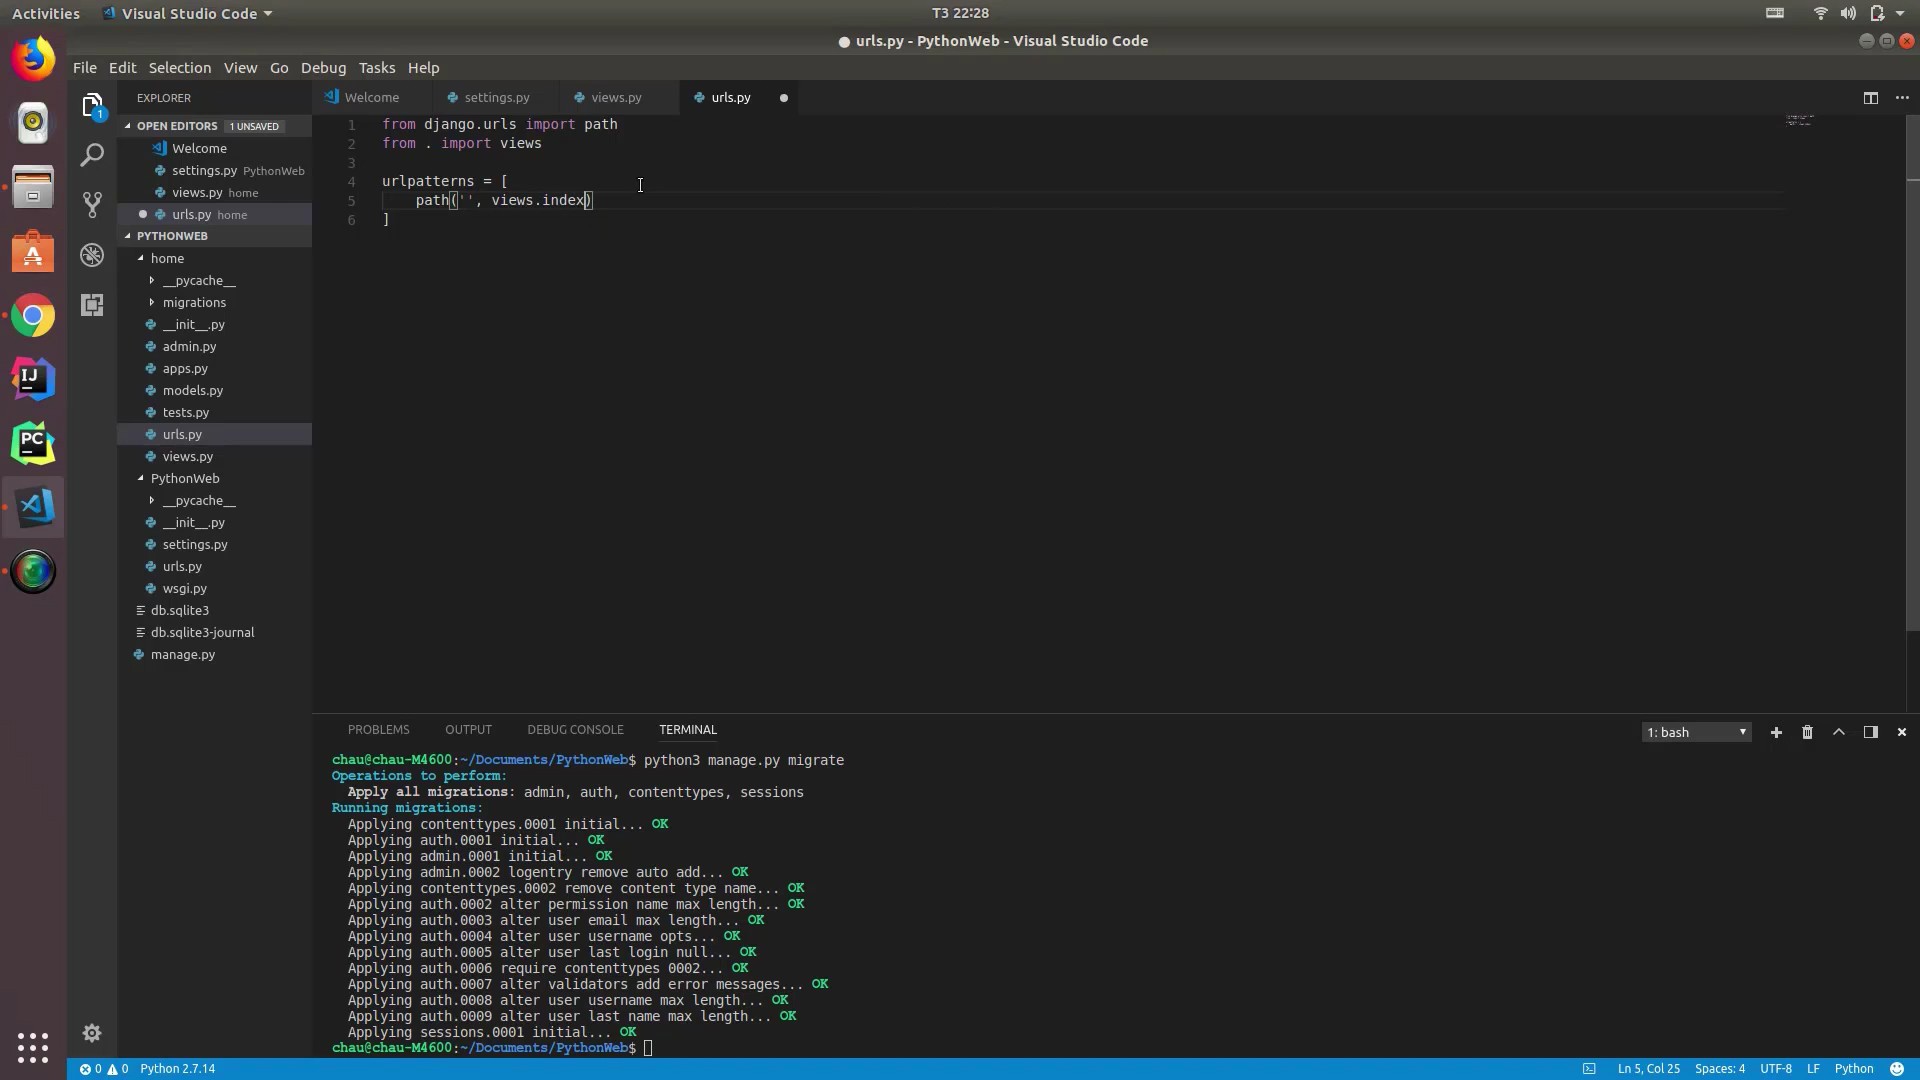 Activities
Visual Studio Code
T3 22:28
● urls.py - PythonWeb - Visual Studio Code
File Edit Selection View Go Debug Tasks Help
EXPLORER
1
OPEN EDITORS 1 UNSAVED
Welcome
settings.py PythonWeb
views.py home
urls.py home
PYTHONWEB
home
__pycache__
migrations
__init__.py
admin.py
apps.py
models.py
tests.py
urls.py
views.py
PythonWeb
__pycache__
__init__.py
settings.py
urls.py
wsgi.py
db.sqlite3
db.sqlite3-journal
manage.py
Welcome settings.py views.py urls.py
1 from django.urls import path
2 from . import views
3
4 urlpatterns = [
5 path('', views.index)
6 ]
PROBLEMS OUTPUT DEBUG CONSOLE TERMINAL
1: bash
chau@chau-M4600:~/Documents/PythonWeb$ python3 manage.py migrate
Operations to perform:
Apply all migrations: admin, auth, contenttypes, sessions
Running migrations:
Applying contenttypes.0001 initial... OK
Applying auth.0001 initial... OK
Applying admin.0001 initial... OK
Applying admin.0002 logentry remove auto add... OK
Applying contenttypes.0002 remove content type name... OK
Applying auth.0002 alter permission name max length... OK
Applying auth.0003 alter user email max length... OK
Applying auth.0004 alter user username opts... OK
Applying auth.0005 alter user last login null... OK
Applying auth.0006 require contenttypes 0002... OK
Applying auth.0007 alter validators add error messages... OK
Applying auth.0008 alter user username max length... OK
Applying auth.0009 alter user last name max length... OK
Applying sessions.0001 initial... OK
chau@chau-M4600:~/Documents/PythonWeb$
0 0 Python 2.7.14
Ln 5, Col 25 Spaces: 4 UTF-8 LF Python
IJ
PC